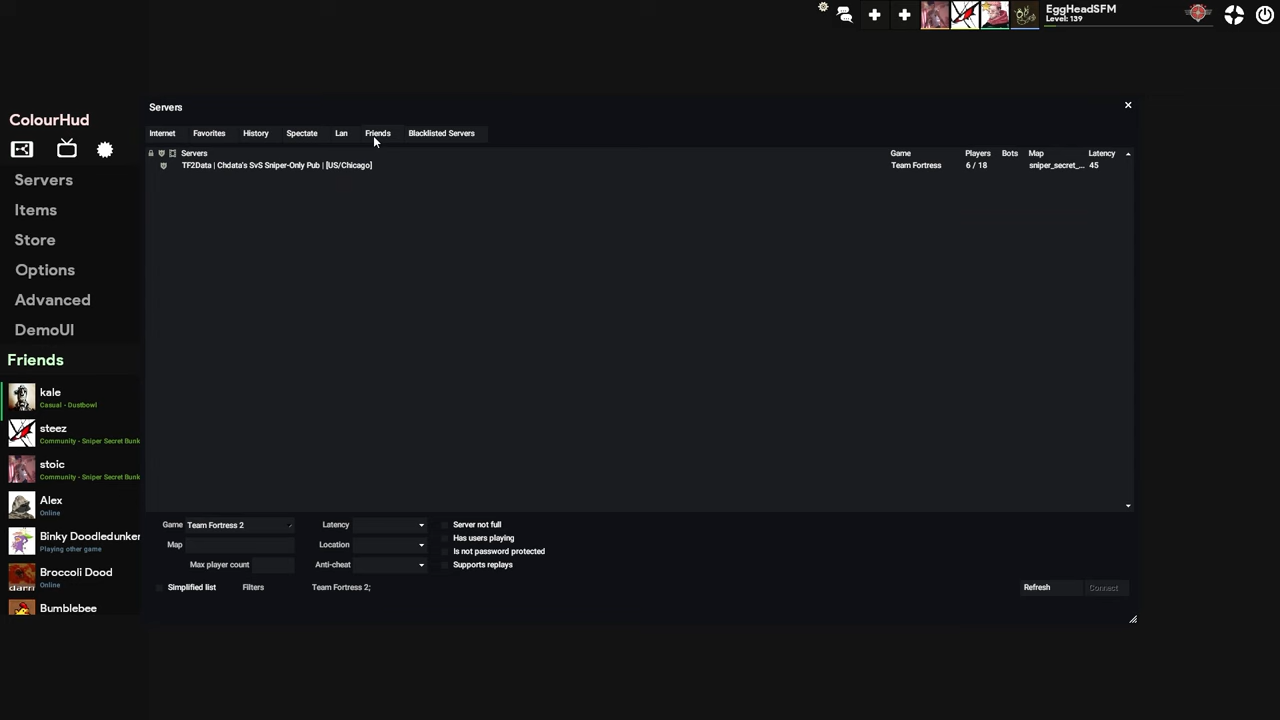 EggHeadSFM
Level: 139
ColourHud
Servers
Items
Store
Options
Advanced
DemoUI
Friends
kale
Casual - Dustbowl
steez
Community - Sniper Secret Bunk
stoic
Community - Sniper Secret Bunk
Alex
Online
Binky Doodledunker
Playing other game
Broccoli Dood
Online
Bumblebee
Servers
Internet Favorites History Spectate Lan Friends Blacklisted Servers
Servers Game Players Bots Map Latency
TF2Data | Chdata's SvS Sniper-Only Pub | [US/Chicago] Team Fortress 6 / 18 sniper_secret_... 45
Game Team Fortress 2 Latency Server not full
Has users playing
Map Location
Is not password protected
Max player count Anti-cheat Supports replays
Simplified list Filters Team Fortress 2; Refresh Connect